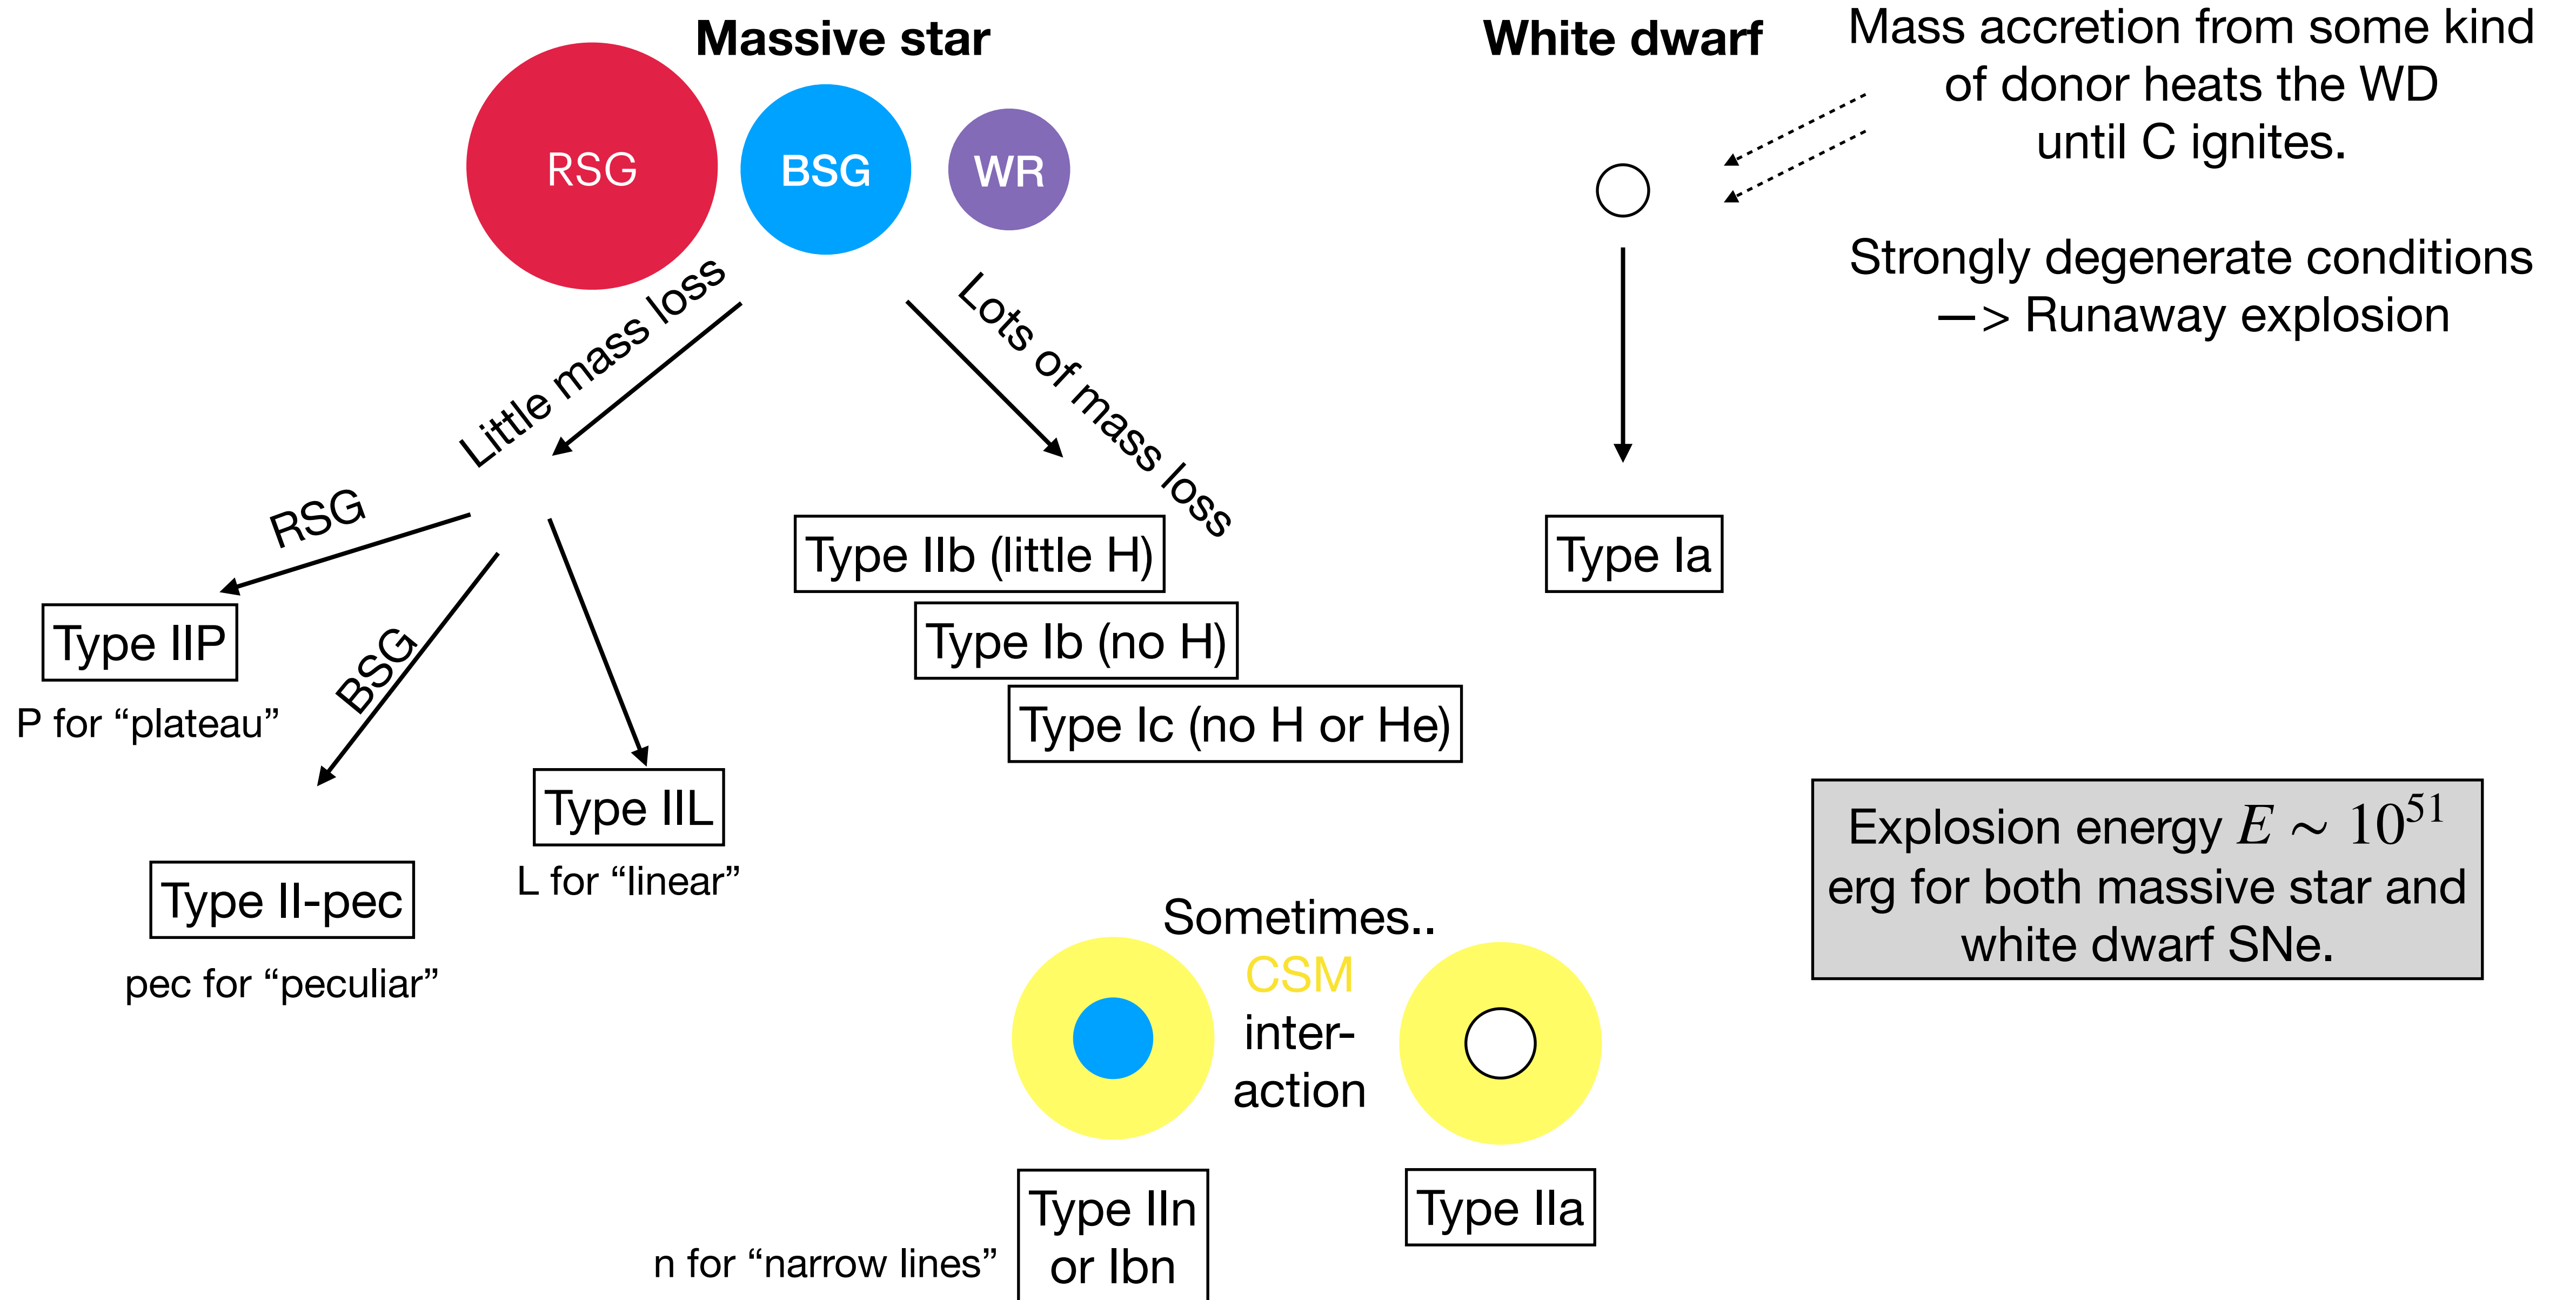 Massive star
RSG
BSG
WR
White dwarf
Mass accretion from some kind
of donor heats the WD
until C ignites.
Strongly degenerate conditions
—> Runaway explosion
Little mass loss
Lots of mass loss
RSG
BSG
Type IIP
P for “plateau”
Type II-pec
pec for “peculiar”
Type IIL
L for “linear”
Type IIb (little H)
Type Ib (no H)
Type Ic (no H or He)
Type Ia
Explosion energy E ∼ 10⁵¹
erg for both massive star and
white dwarf SNe.
Sometimes..
CSM
inter-
action
n for “narrow lines”
Type IIn
or Ibn
Type IIa